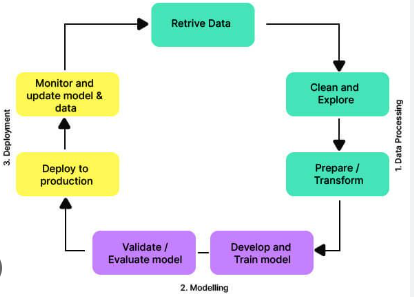 Retrive Data
Clean and
Explore
1. Data Processing
Prepare /
Transform
Develop and
Train model
Validate /
Evaluate model
2. Modelling
Deploy to
production
Monitor and
update model &
data
3. Deployment